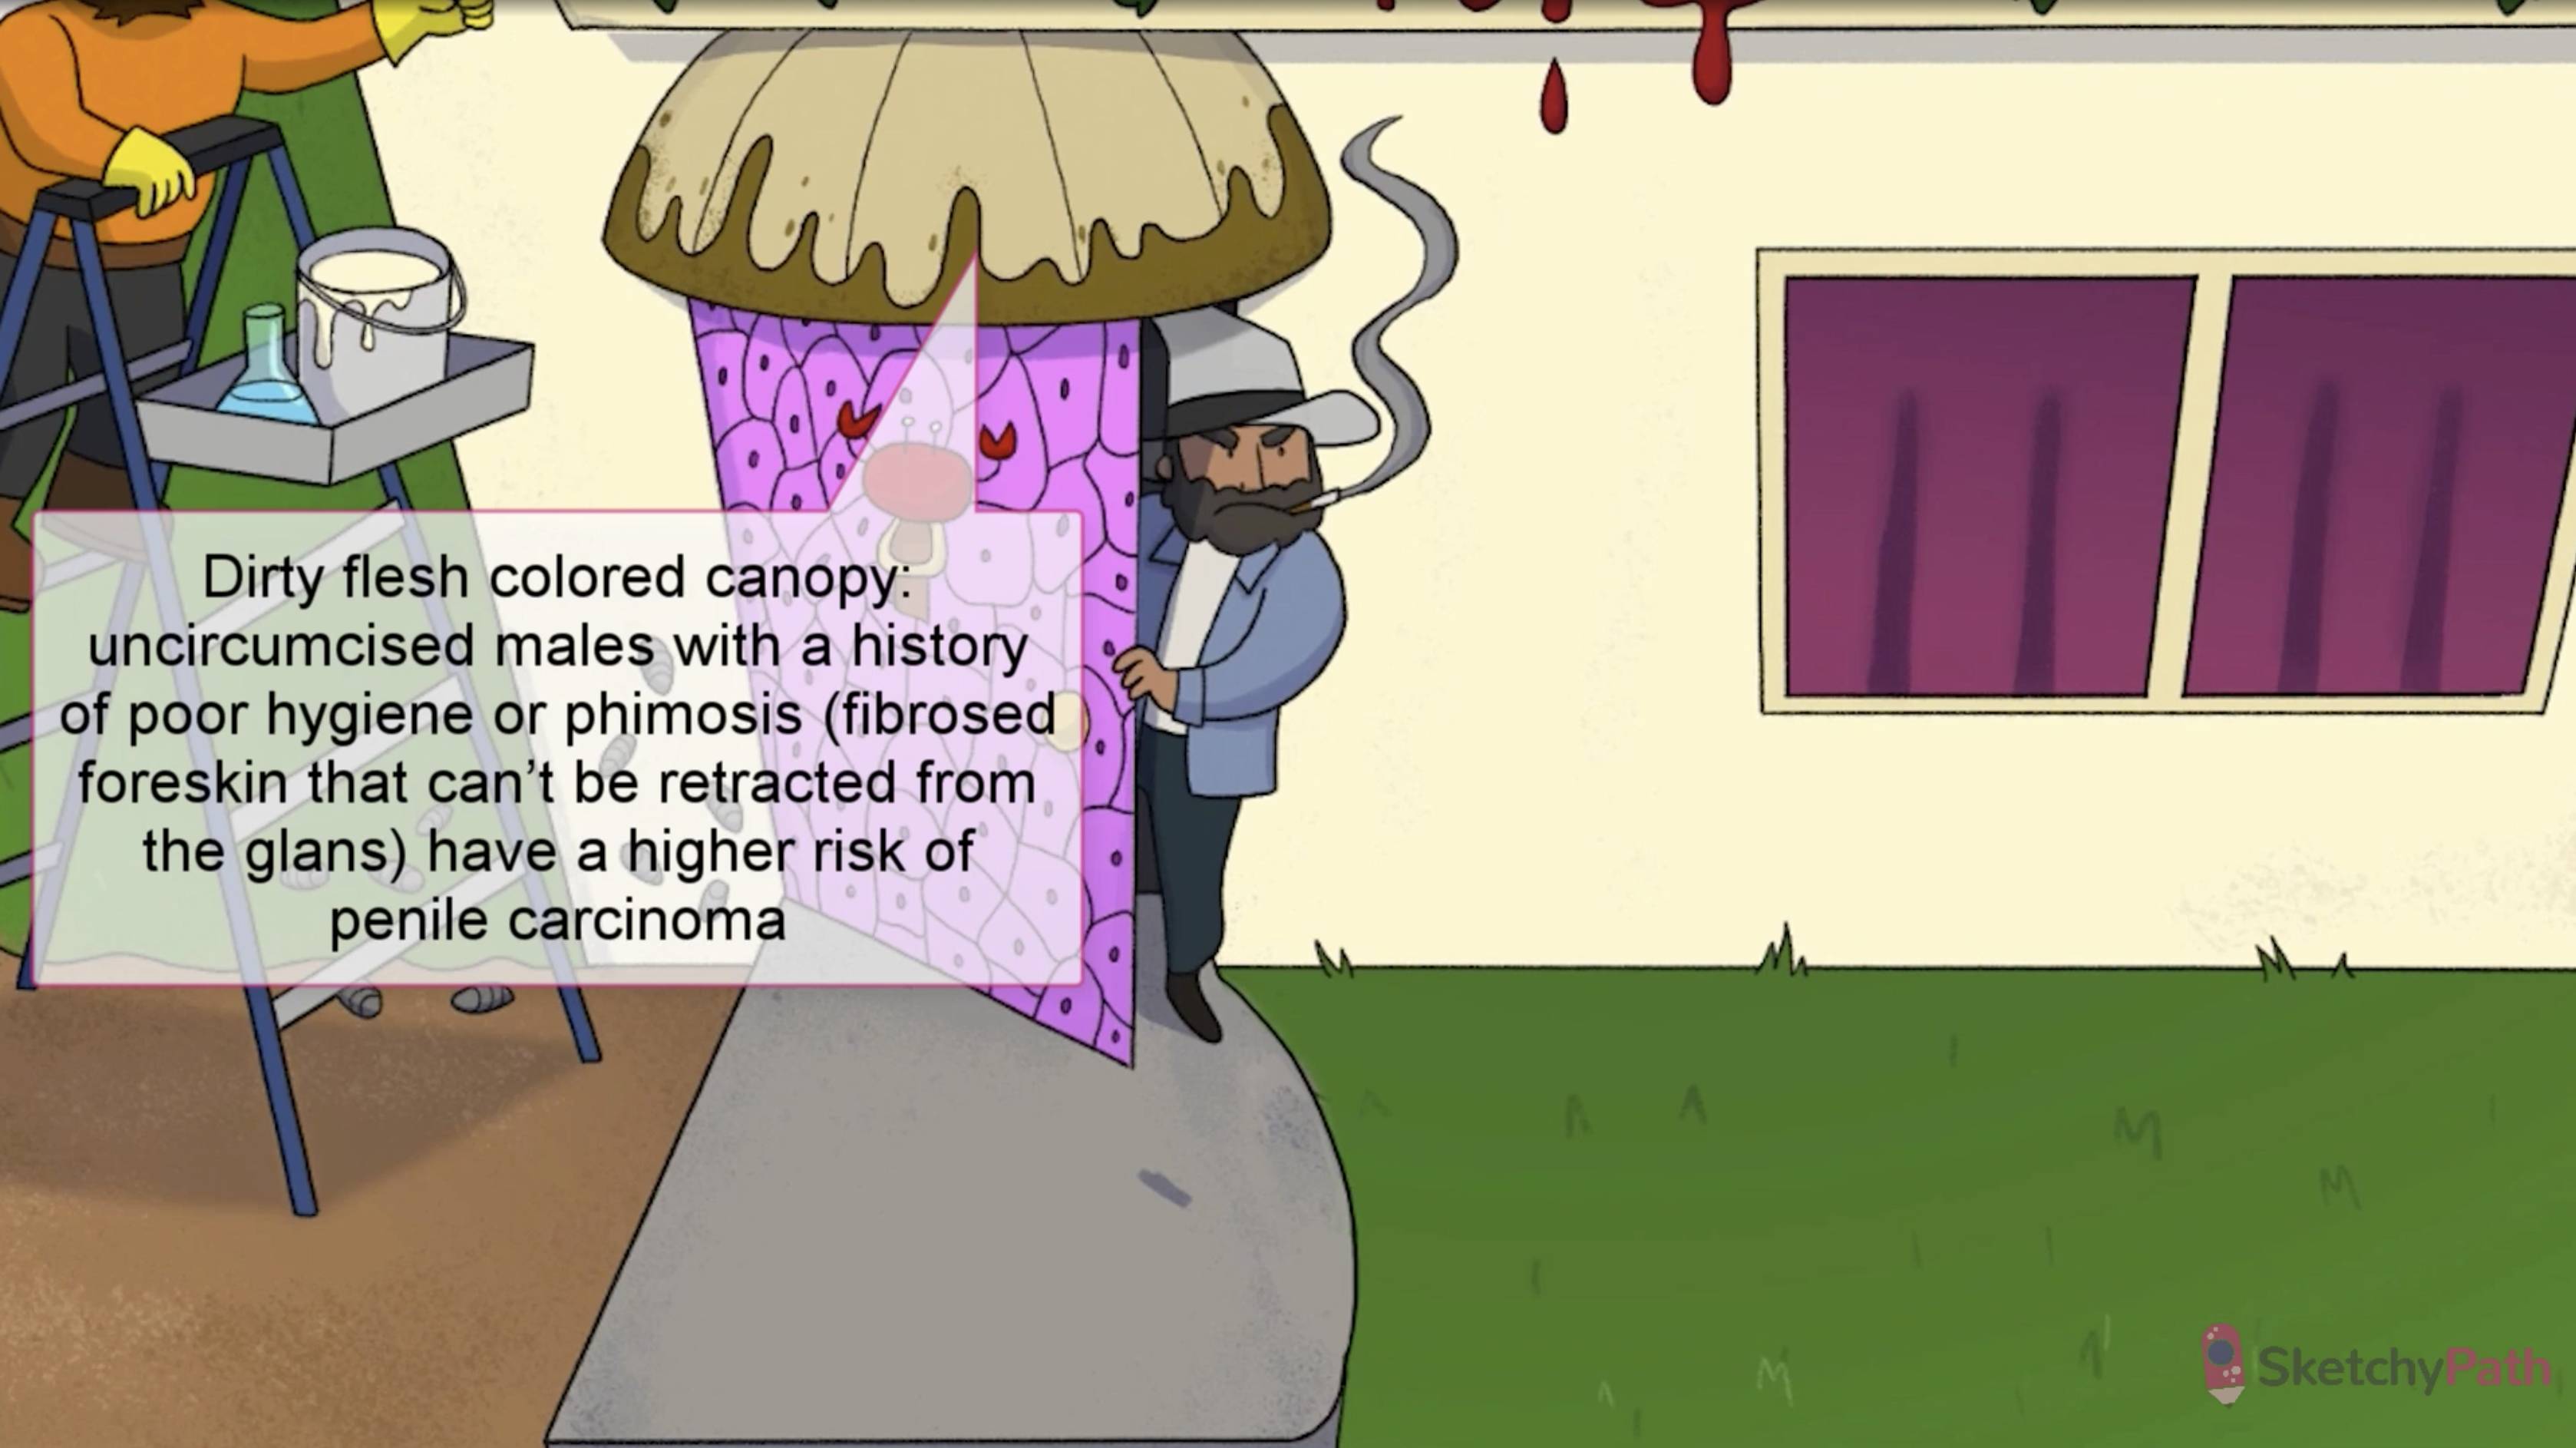 Dirty flesh colored canopy:
uncircumcised males with a history
of poor hygiene or phimosis (fibrosed
foreskin that can’t be retracted from
the glans) have a higher risk of
penile carcinoma
SketchyPath